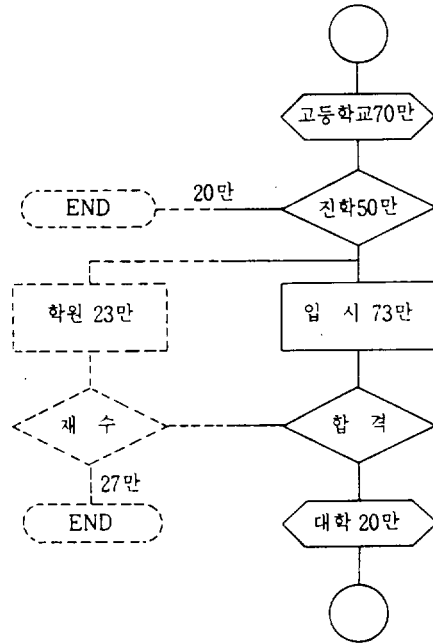 고등학교70만
20만
END
진학50만
학원 23만
입 시 73만
재 수
합 격
27만
END
대학 20만